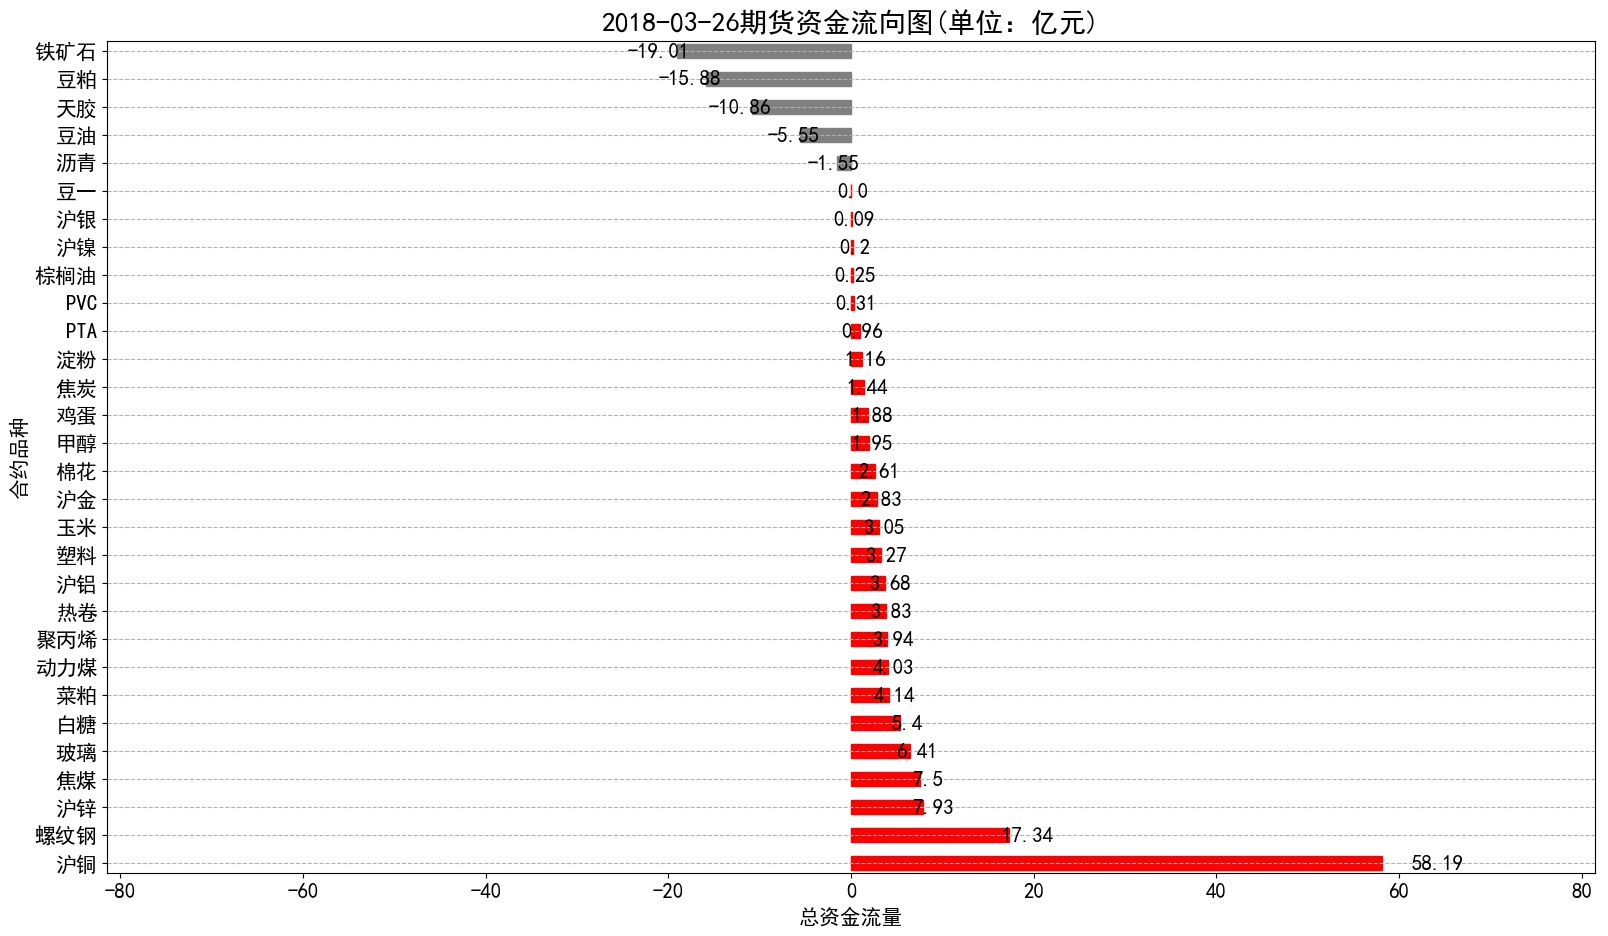 2018-03-26期货资金流向图(单位：亿元)
铁矿石 -19.01
豆粕 -15.88
天胶 -10.86
豆油 -5.55
沥青 -1.55
豆一 0.0
沪银 0.09
沪镍 0.2
棕榈油 0.25
PVC 0.31
PTA 0.96
淀粉 1.16
焦炭 1.44
鸡蛋 1.88
甲醇 1.95
棉花 2.61
沪金 2.83
玉米 3.05
塑料 3.27
沪铝 3.68
热卷 3.83
聚丙烯 3.94
动力煤 4.03
菜粕 4.14
白糖 5.4
玻璃 6.41
焦煤 7.5
沪锌 7.93
螺纹钢 17.34
沪铜 58.19
合约品种
-80 -60 -40 -20 0 20 40 60 80
总资金流量